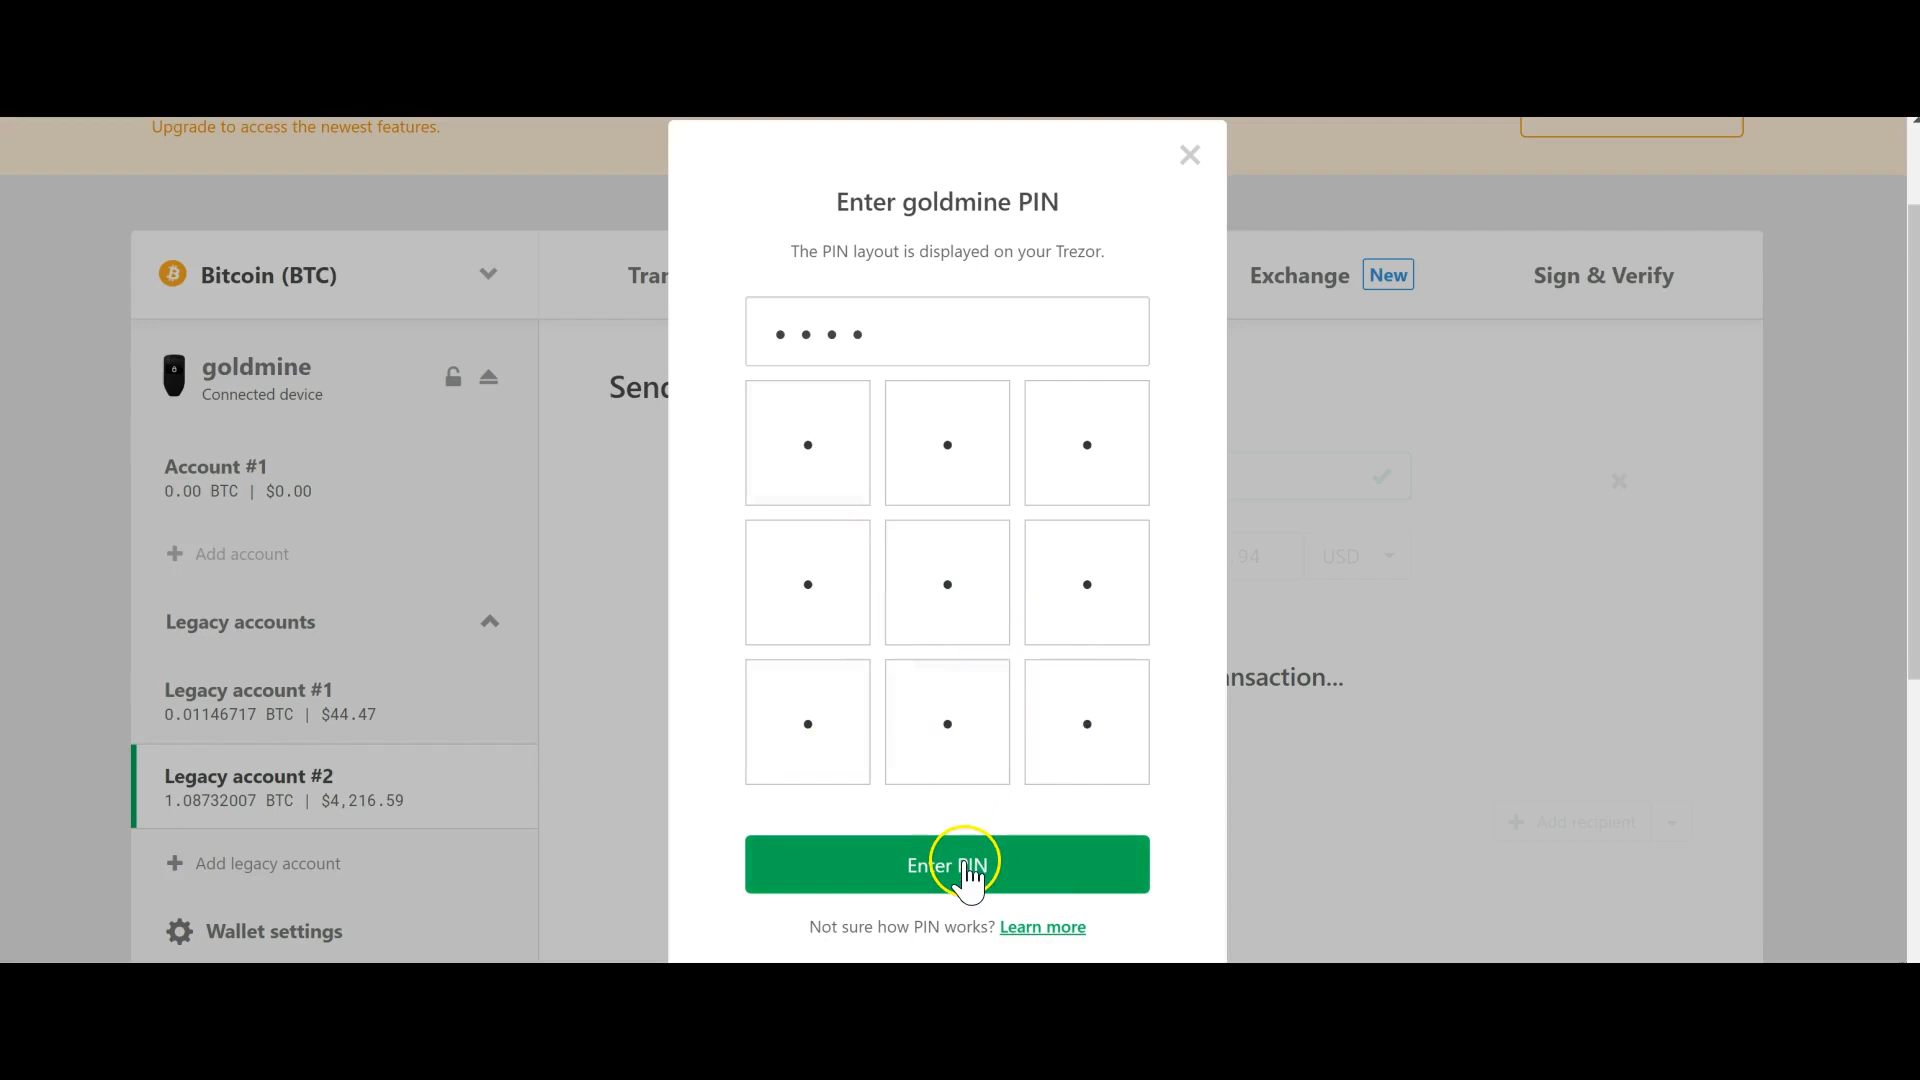 Upgrade to access the newest features.
Bitcoin (BTC)
Exchange New
Sign & Verify
goldmine
Connected device
Account #1
0.00 BTC | $0.00
+ Add account
Legacy accounts
Legacy account #1
0.01146717 BTC | $44.47
Legacy account #2
1.08732007 BTC | $4,216.59
+ Add legacy account
Wallet settings
Send
Enter goldmine PIN
The PIN layout is displayed on your Trezor.
Enter PIN
Not sure how PIN works? Learn more
.94 USD
+ Add recipient